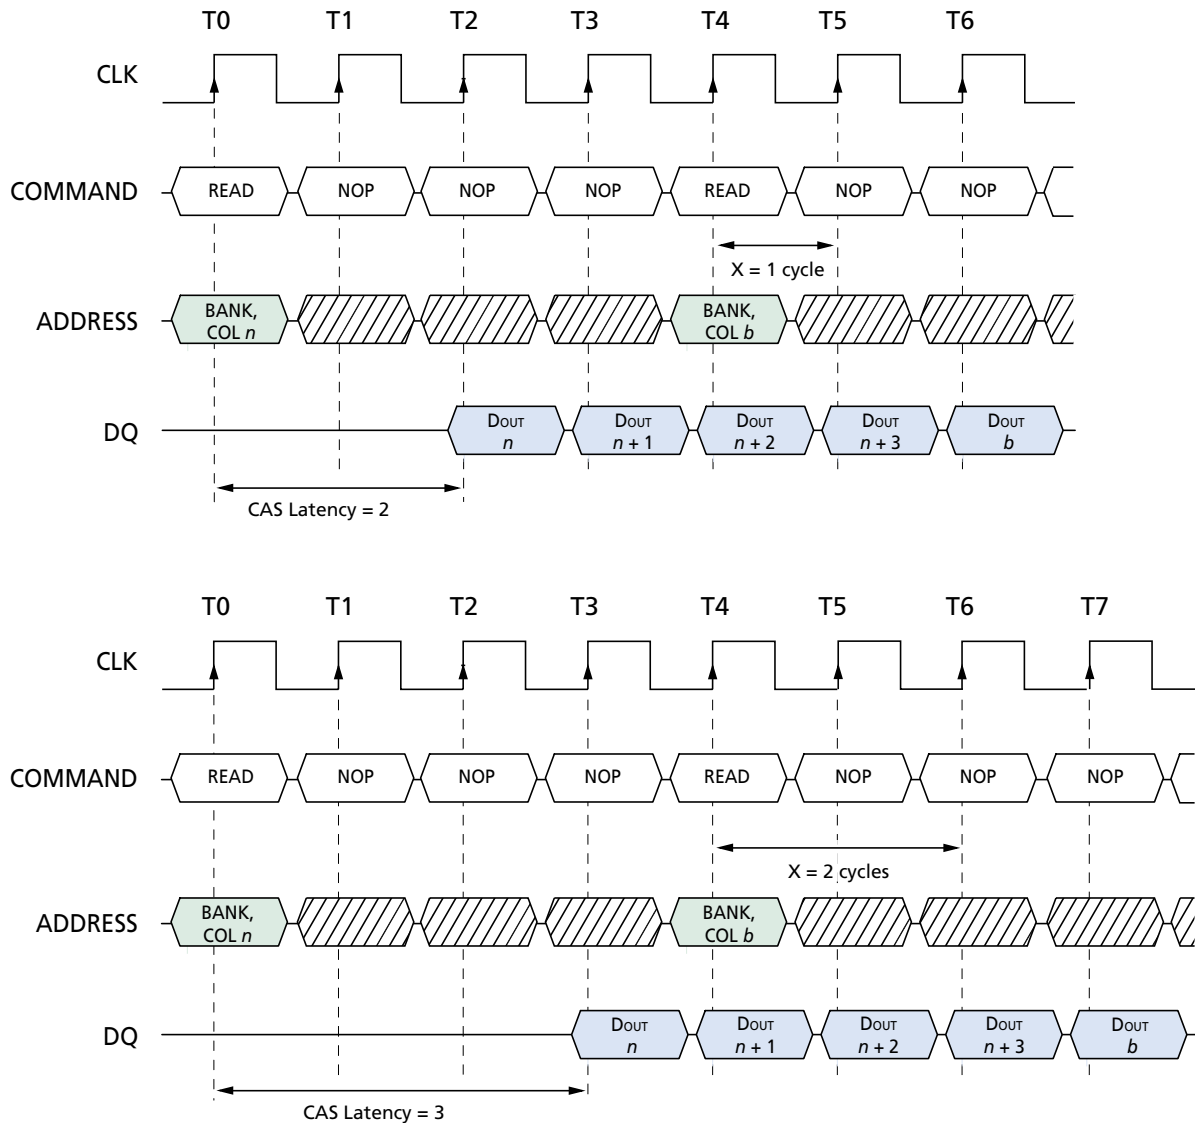 T0 T1 T2 T3 T4 T5 T6
CLK
COMMAND READ NOP NOP NOP READ NOP NOP
X = 1 cycle
ADDRESS BANK, COL n BANK, COL b
DQ DOUT n DOUT n + 1 DOUT n + 2 DOUT n + 3 DOUT b
CAS Latency = 2
T0 T1 T2 T3 T4 T5 T6 T7
CLK
COMMAND READ NOP NOP NOP READ NOP NOP NOP
X = 2 cycles
ADDRESS BANK, COL n BANK, COL b
DQ DOUT n DOUT n + 1 DOUT n + 2 DOUT n + 3 DOUT b
CAS Latency = 3